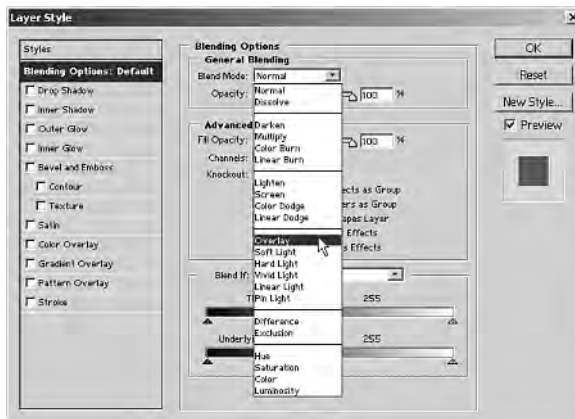 Layer Style
Styles
Blending Options: Default
Drop Shadow
Inner Shadow
Outer Glow
Inner Glow
Bevel and Emboss
Contour
Texture
Satin
Color Overlay
Gradient Overlay
Pattern Overlay
Stroke
Blending Options
General Blending
Blend Mode: Normal
Opacity: 100 %
Normal
Dissolve
Darken
Multiply
Color Burn
Linear Burn
Lighten
Screen
Color Dodge
Linear Dodge
Overlay
Soft Light
Hard Light
Vivid Light
Linear Light
Pin Light
Difference
Exclusion
Hue
Saturation
Color
Luminosity
Advanced
Fill Opacity: 100 %
Channels:
Knockout:
as Group
as Group
Layer
Effects
Effects
Blend If:
255
255
OK
Reset
New Style...
Preview